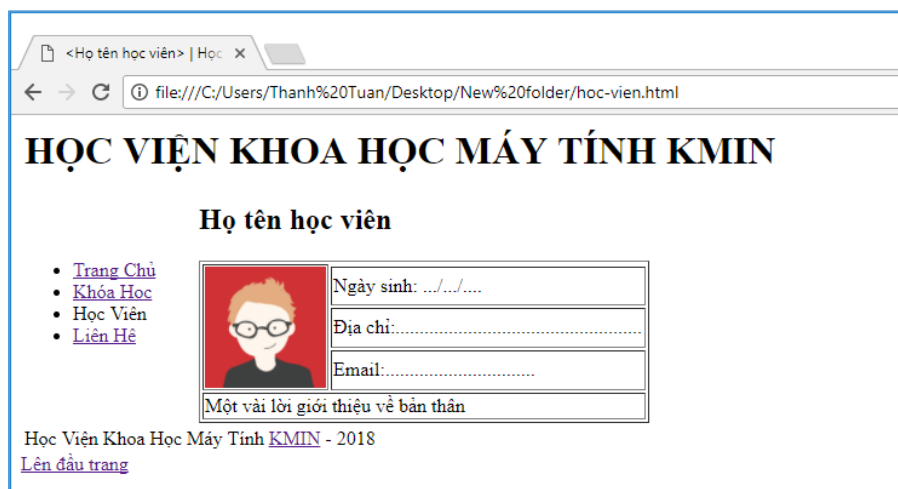 <Họ tên học viên> | Học
file:///C:/Users/Thanh%20Tuan/Desktop/New%20folder/hoc-vien.html
HỌC VIỆN KHOA HỌC MÁY TÍNH KMIN
Họ tên học viên
Trang Chủ
Khóa Học
Học Viên
Liên Hệ
Ngày sinh: .../.../....
Địa chỉ:...................................................
Email:...............................
Một vài lời giới thiệu về bản thân
Học Viện Khoa Học Máy Tính KMIN - 2018
Lên đầu trang